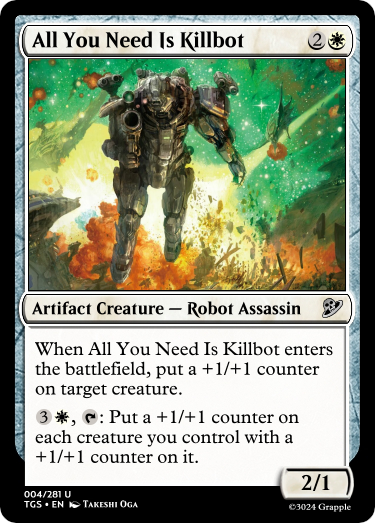 All You Need Is Killbot 2
Artifact Creature — Robot Assassin
When All You Need Is Killbot enters
the battlefield, put a +1/+1 counter
on target creature.
3, : Put a +1/+1 counter on
each creature you control with a
+1/+1 counter on it.
2/1
004/281 U
TGS • EN Takeshi Oga
©3024 Grapple